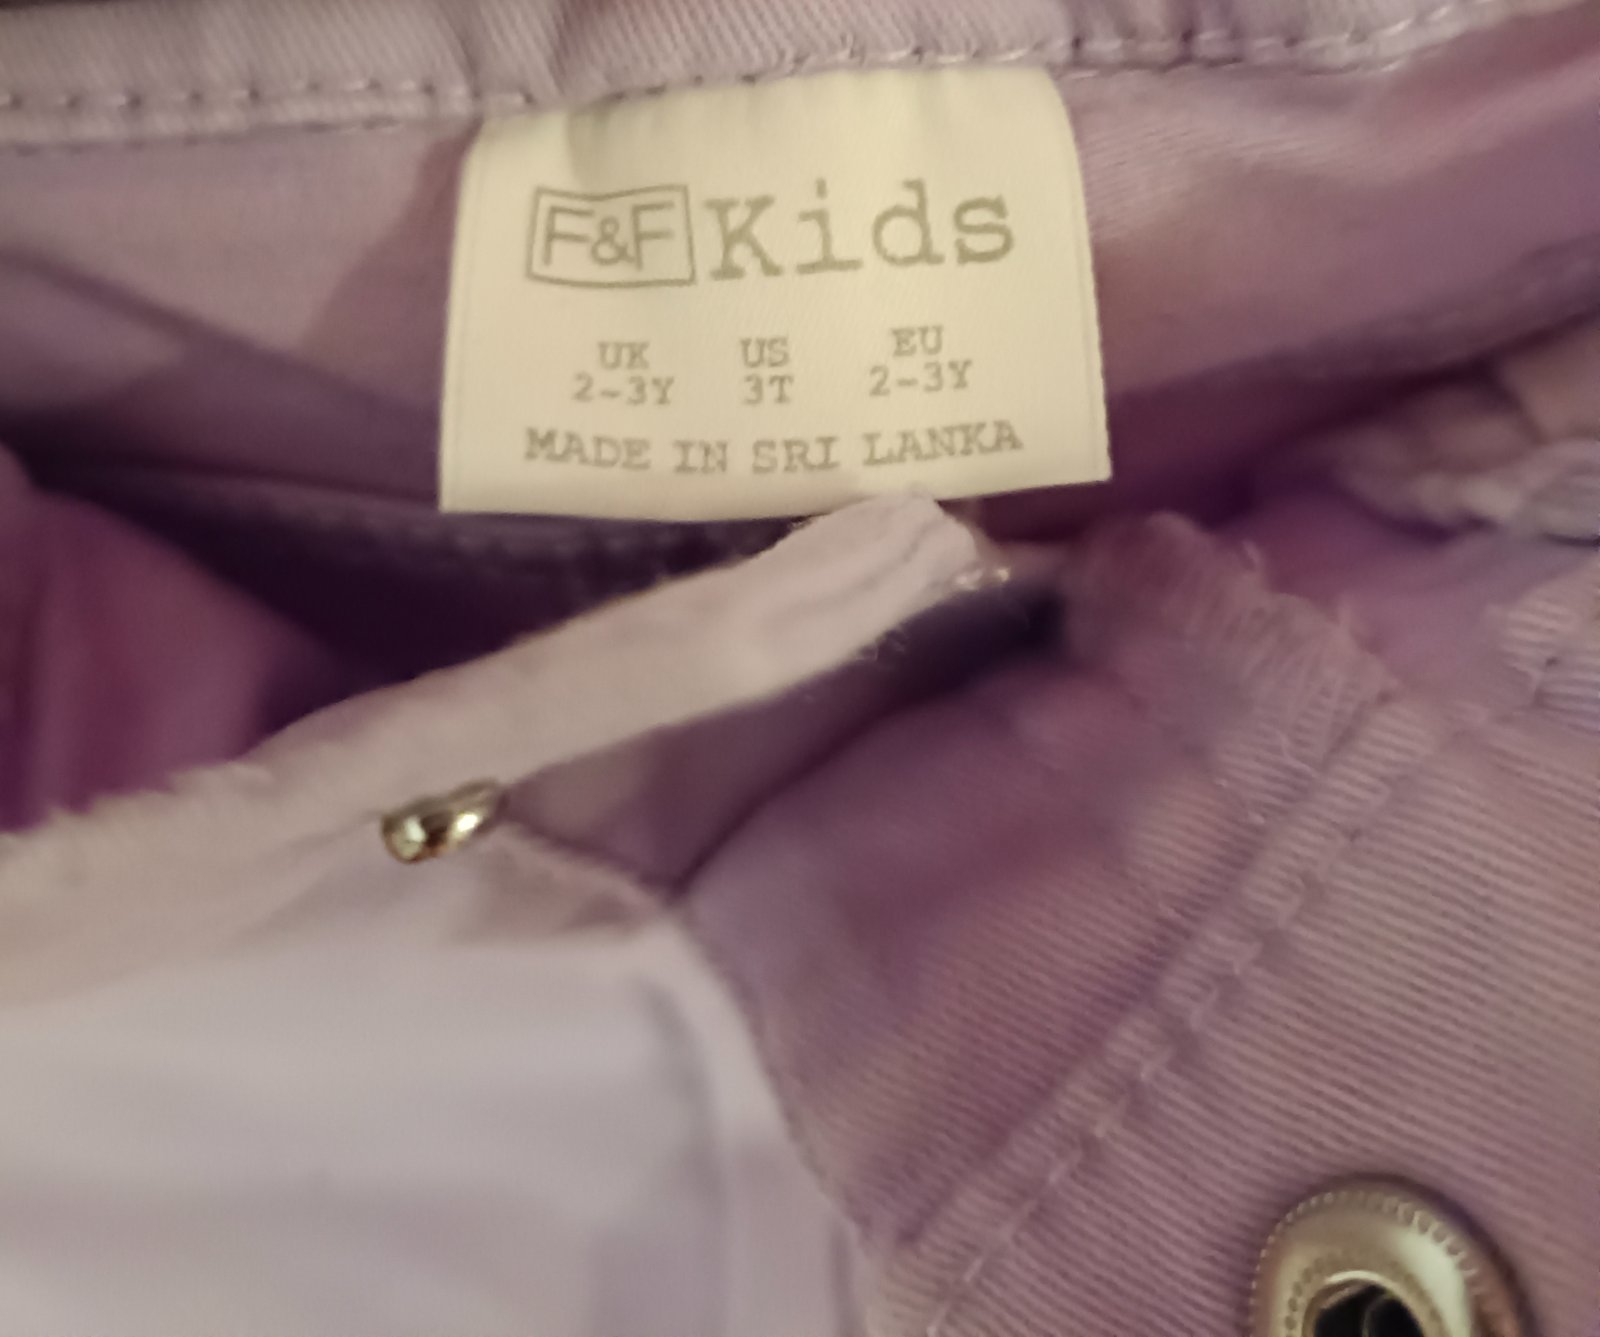 F&F Kids
UK US EU
2-3Y 3T 2-3Y
MADE IN SRI LANKA